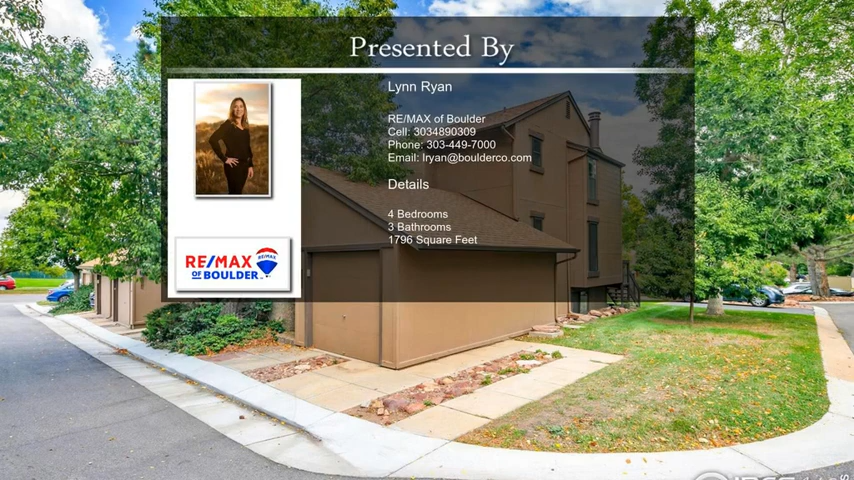 Presented By
Lynn Ryan
RE/MAX of Boulder
Cell: 3034890309
Phone: 303-449-7000
Email: lryan@boulderco.com
Details
4 Bedrooms
3 Bathrooms
1796 Square Feet
RE/MAX
OF BOULDER
RE/MAX